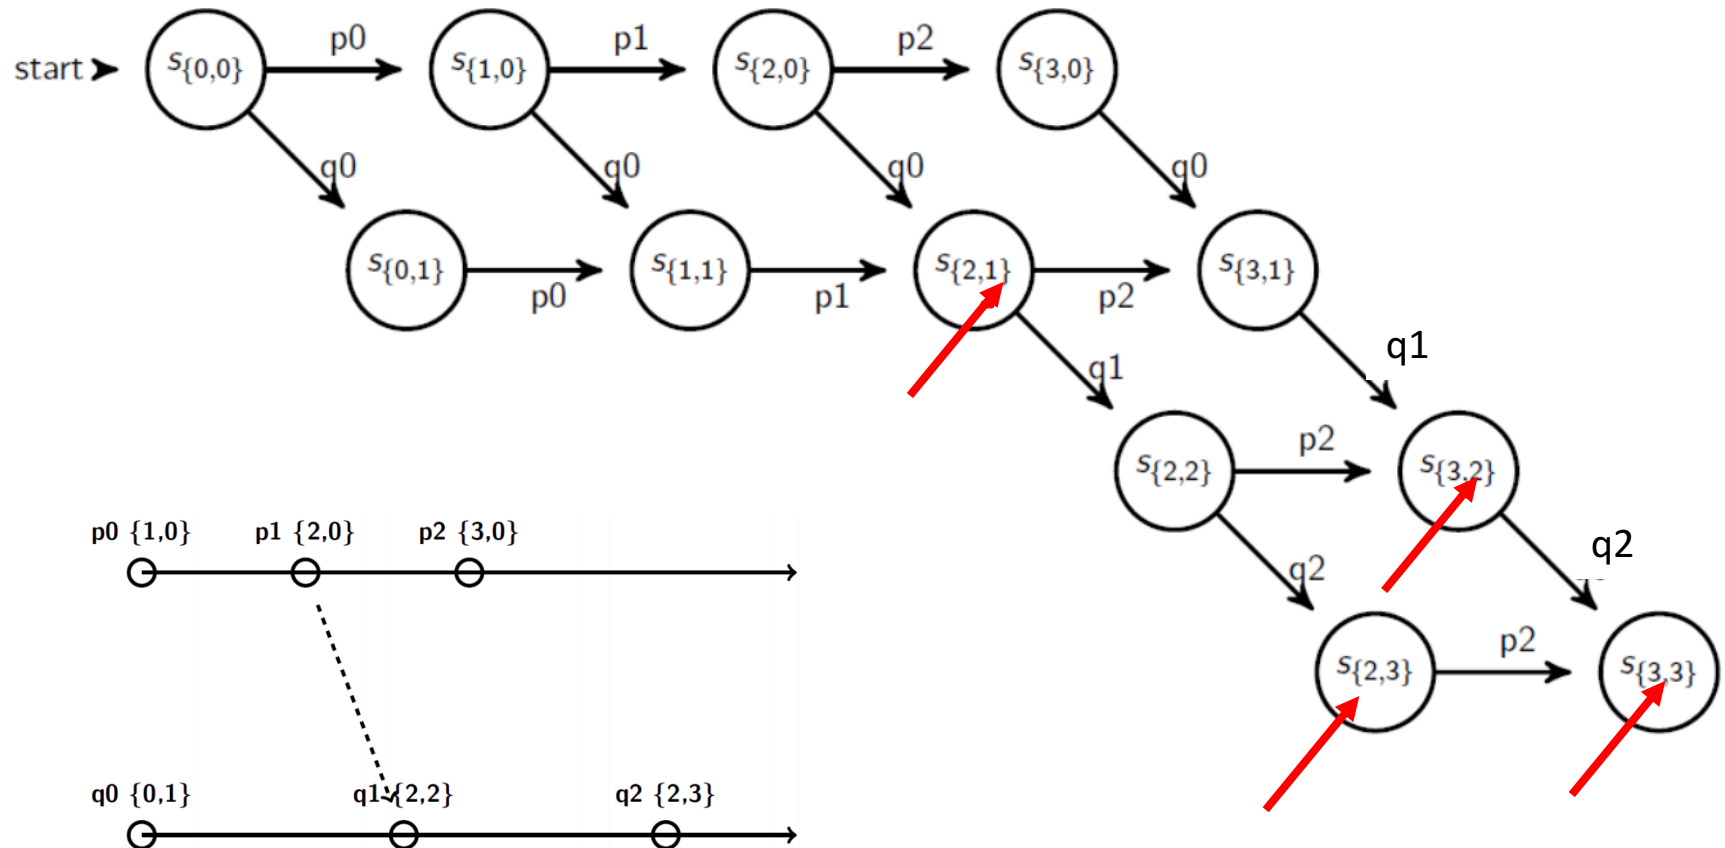 p0 p1 p2
start s{0,0} s{1,0} s{2,0} s{3,0}
q0 q0 q0 q0
s{0,1} s{1,1} s{2,1} s{3,1}
p0 p1 p2
q1 q1
p2
s{2,2} s{3,2}
p0 {1,0} p1 {2,0} p2 {3,0}
q2 q2
p2
s{2,3} s{3,3}
q0 {0,1} q1 {2,2} q2 {2,3}